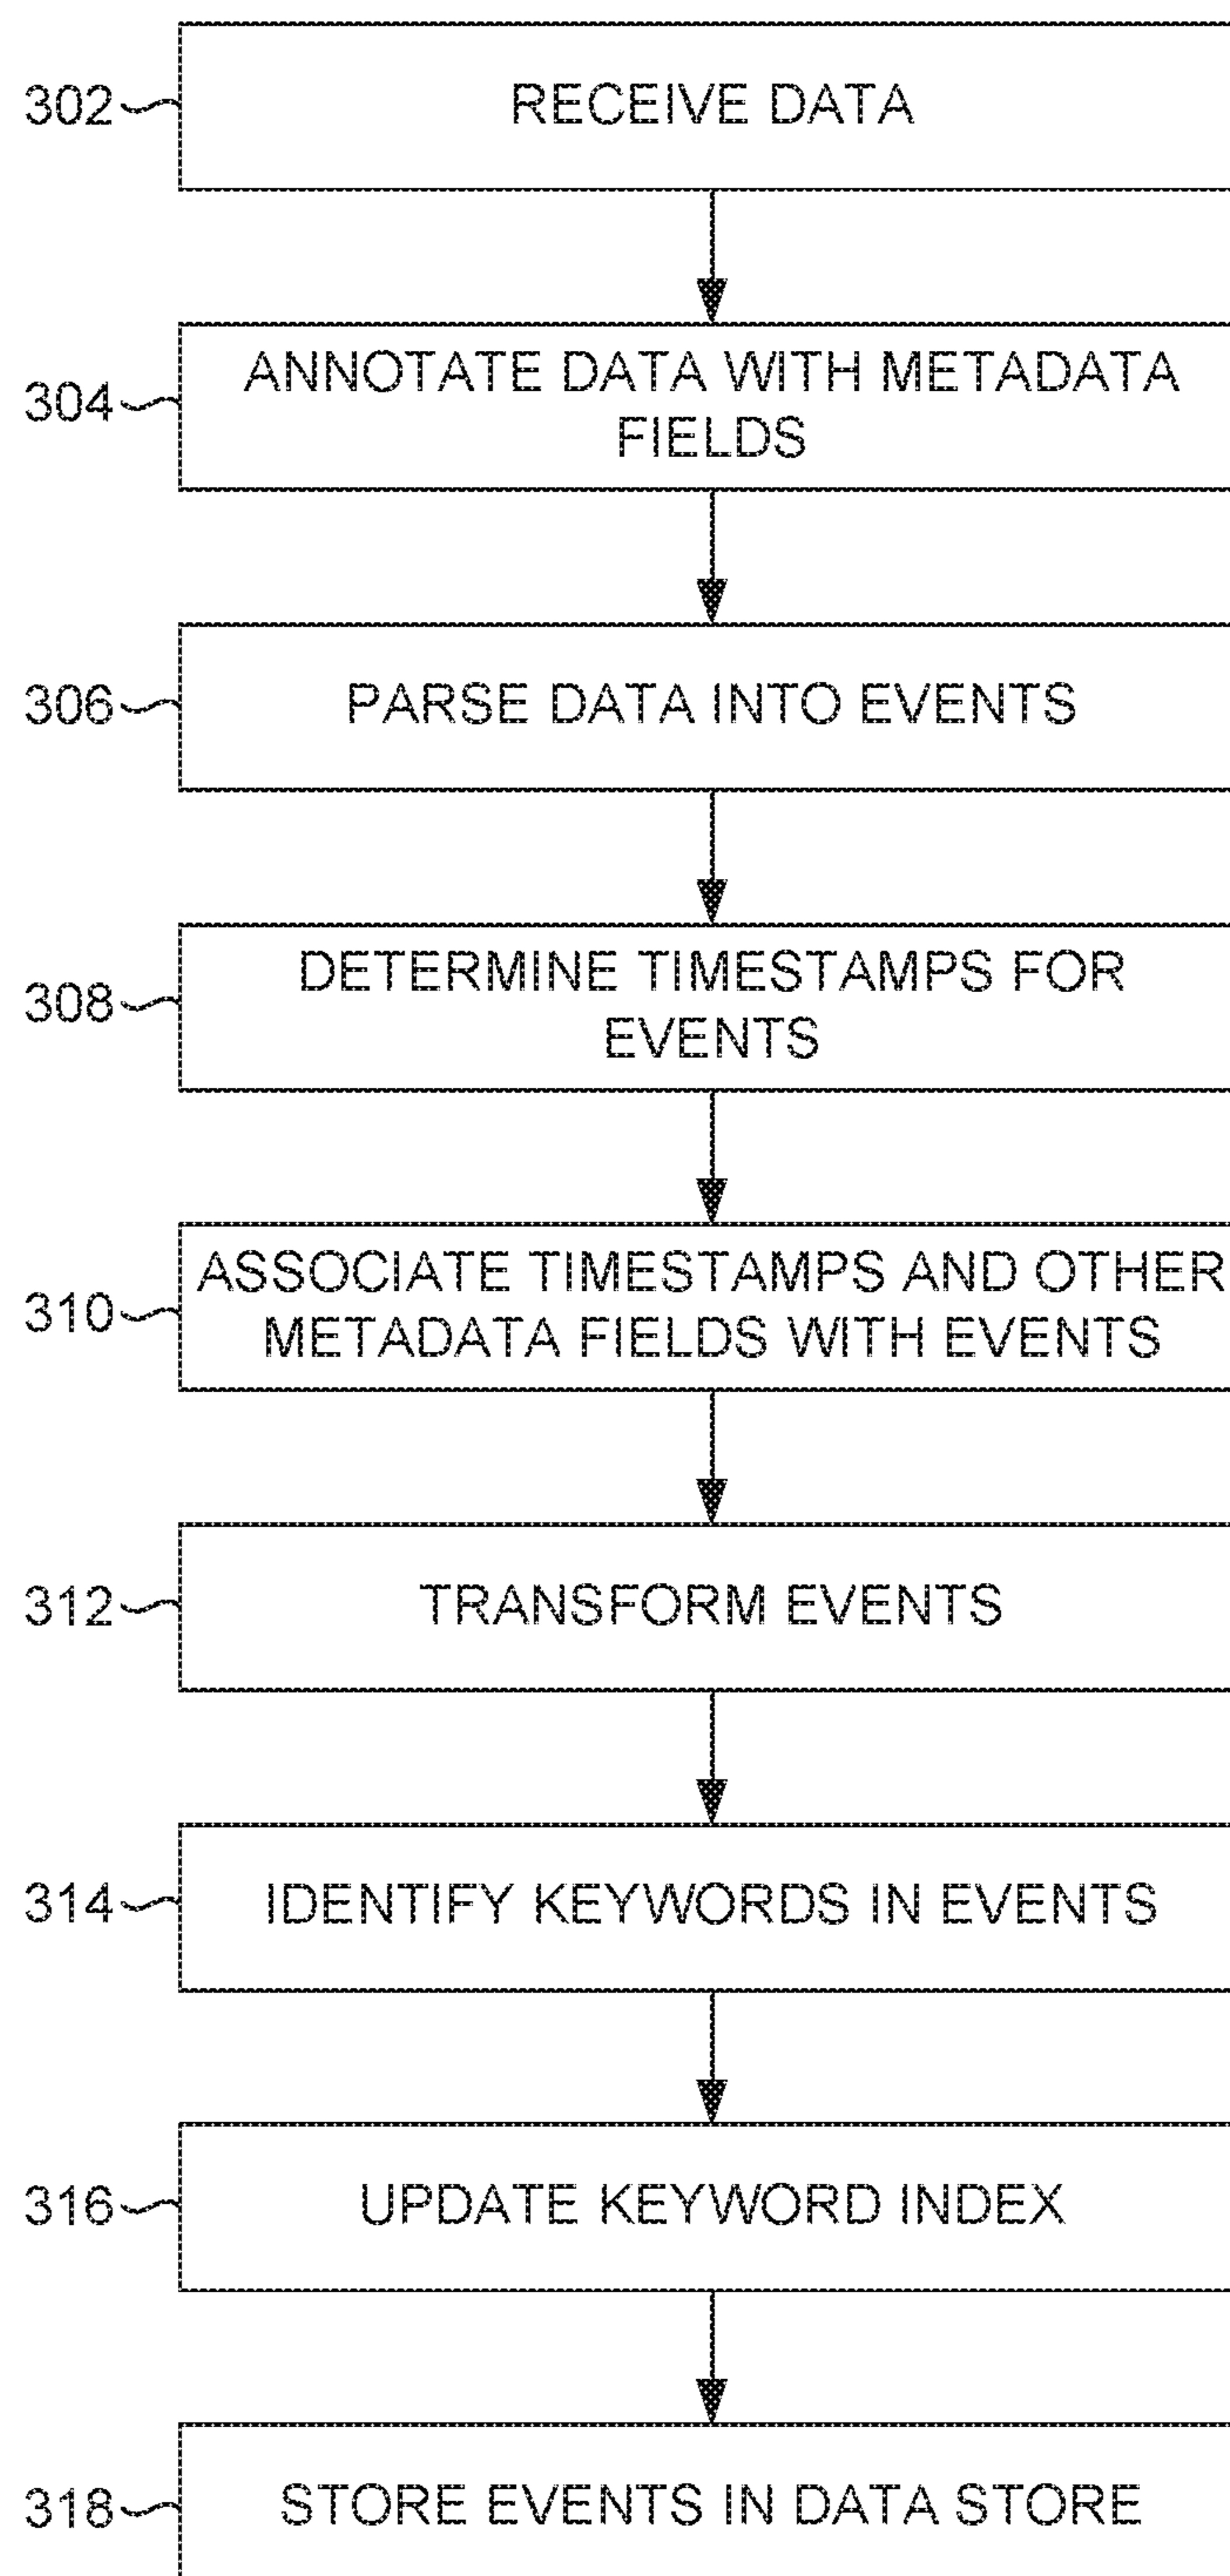 302
RECEIVE DATA
304
ANNOTATE DATA WITH METADATA
FIELDS
306
PARSE DATA INTO EVENTS
308
DETERMINE TIMESTAMPS FOR
EVENTS
310
ASSOCIATE TIMESTAMPS AND OTHER
METADATA FIELDS WITH EVENTS
312
TRANSFORM EVENTS
314
IDENTIFY KEYWORDS IN EVENTS
316
UPDATE KEYWORD INDEX
318
STORE EVENTS IN DATA STORE